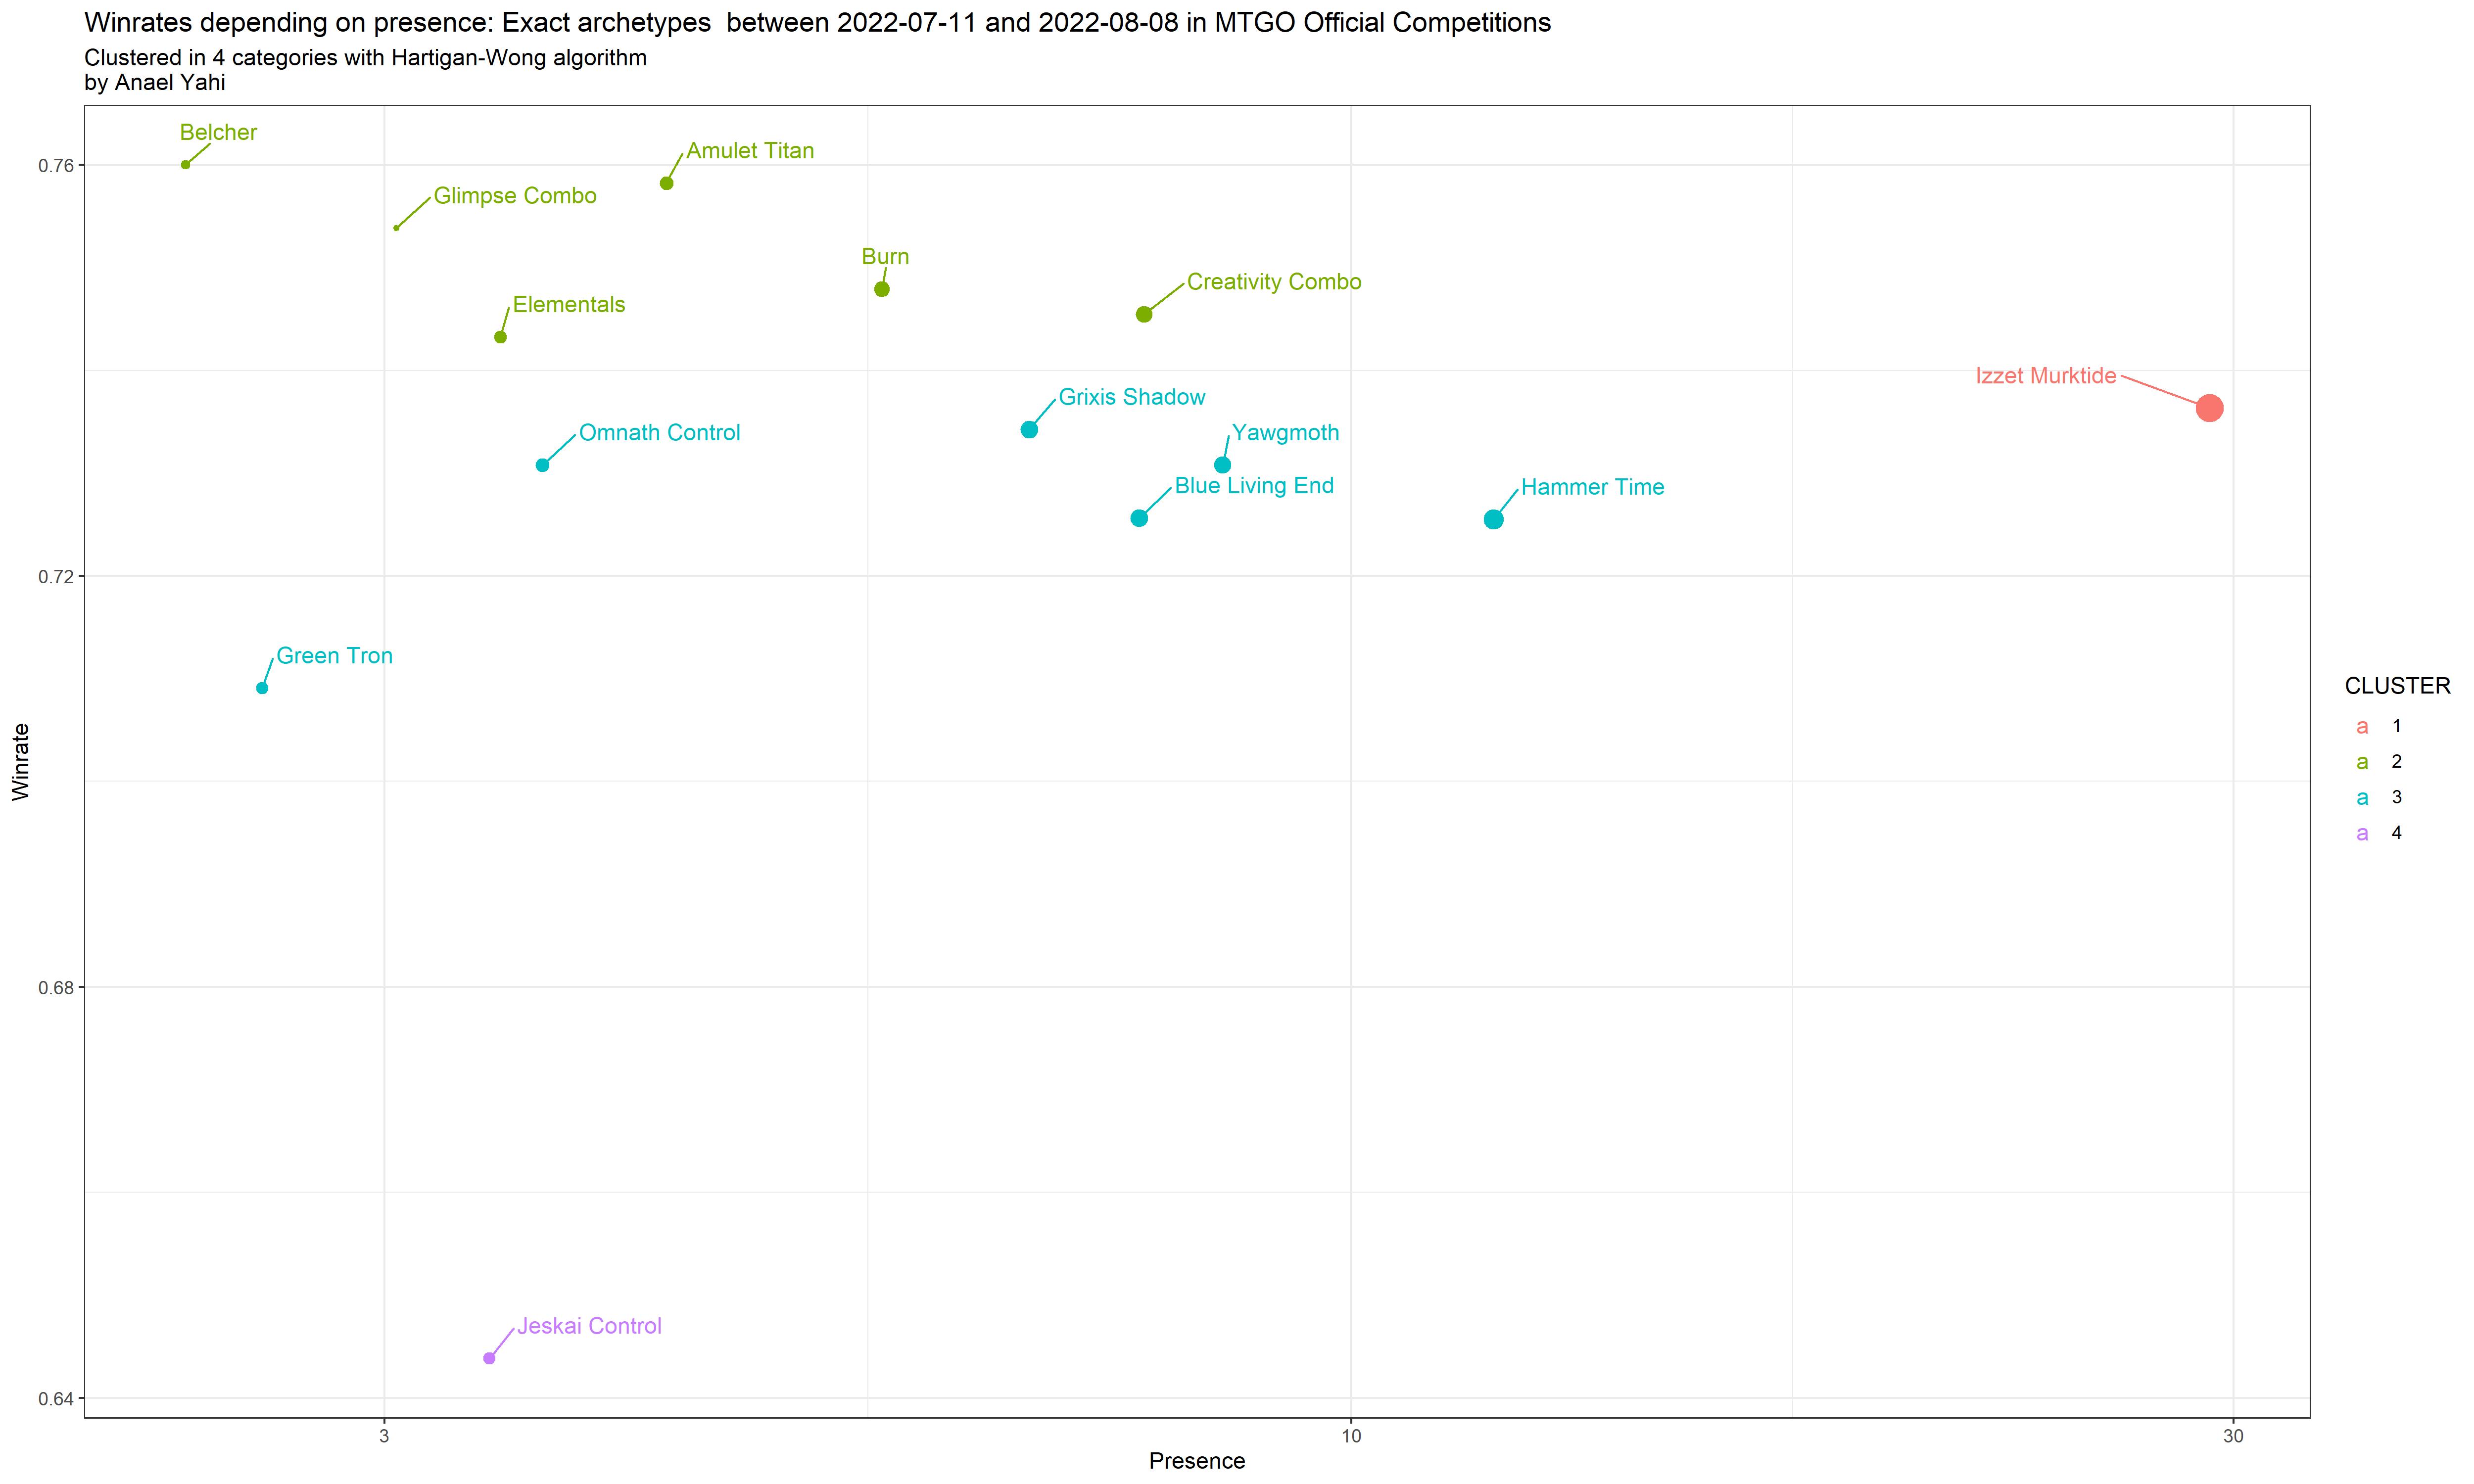 Winrates depending on presence: Exact archetypes  between 2022-07-11 and 2022-08-08 in MTGO Official Competitions
Clustered in 4 categories with Hartigan-Wong algorithm
by Anael Yahi
Belcher
Amulet Titan
0.76
Glimpse Combo
Burn
Creativity Combo
Elementals
Izzet Murktide
Grixis Shadow
Omnath Control
Yawgmoth
Blue Living End
Hammer Time
0.72
Green Tron
Winrate
CLUSTER
a 1
a 2
a 3
a 4
0.68
Jeskai Control
0.64
3
10
30
Presence